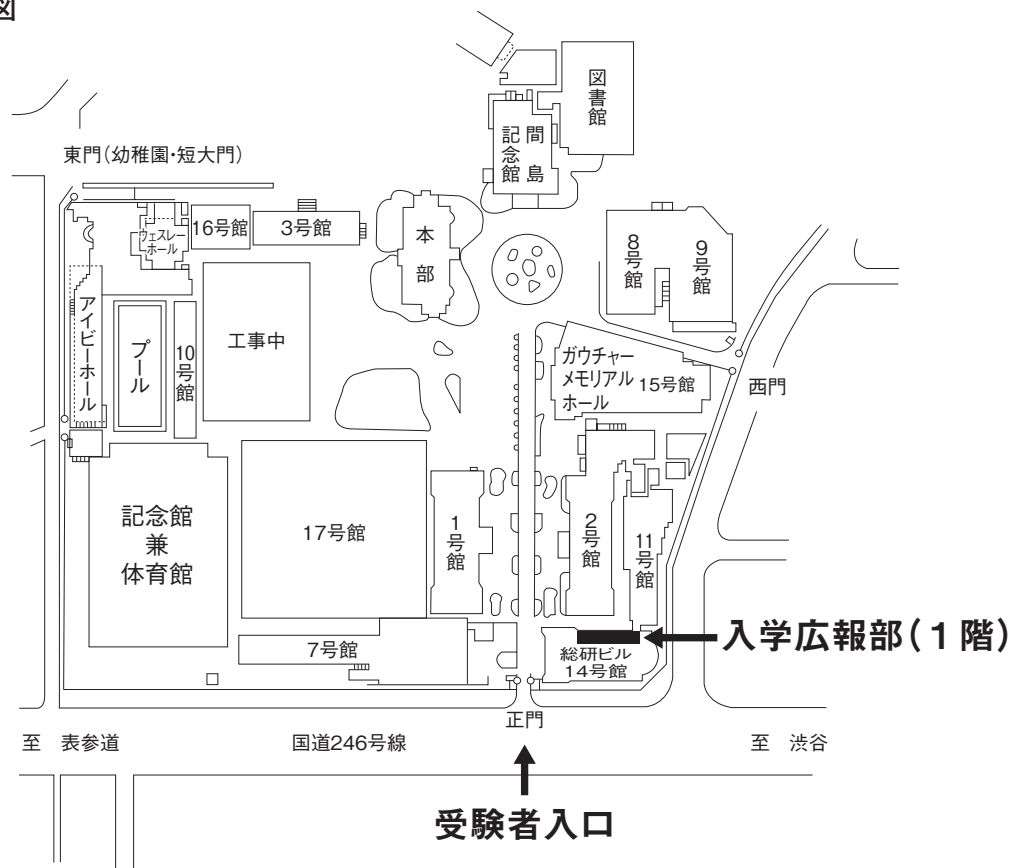 図
図書館
間島
記念館
東門(幼稚園・短大門)
ウェスレー
ホール
16号館
3号館
本部
8号館
9号館
アイビーホール
プール
10号館
工事中
ガウチャー
メモリアル
ホール
15号館
西門
記念館
兼
体育館
17号館
1号館
2号館
11号館
7号館
総研ビル
14号館
入学広報部(1階)
正門
至 表参道
国道246号線
至 渋谷
受験者入口